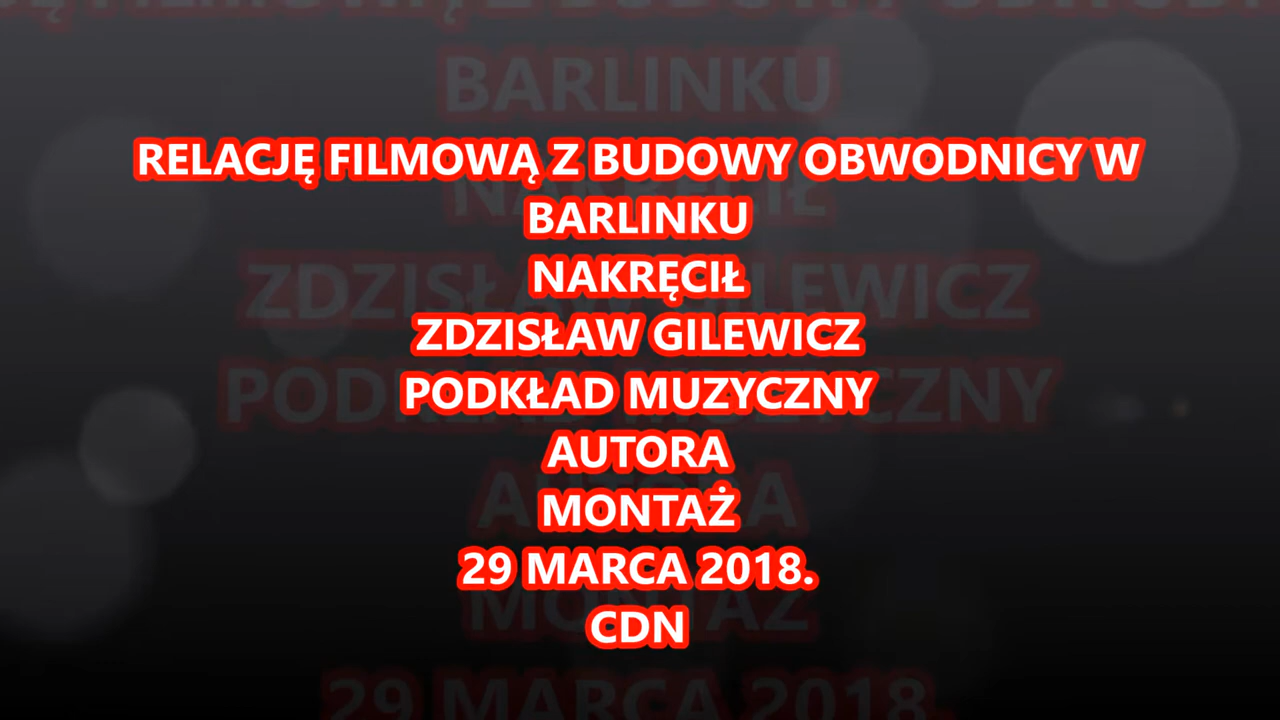 RELACJĘ FILMOWĄ Z BUDOWY OBWODNICY W
BARLINKU
NAKRĘCIŁ
ZDZISŁAW GILEWICZ
PODKŁAD MUZYCZNY
AUTORA
MONTAŻ
29 MARCA 2018.
CDN